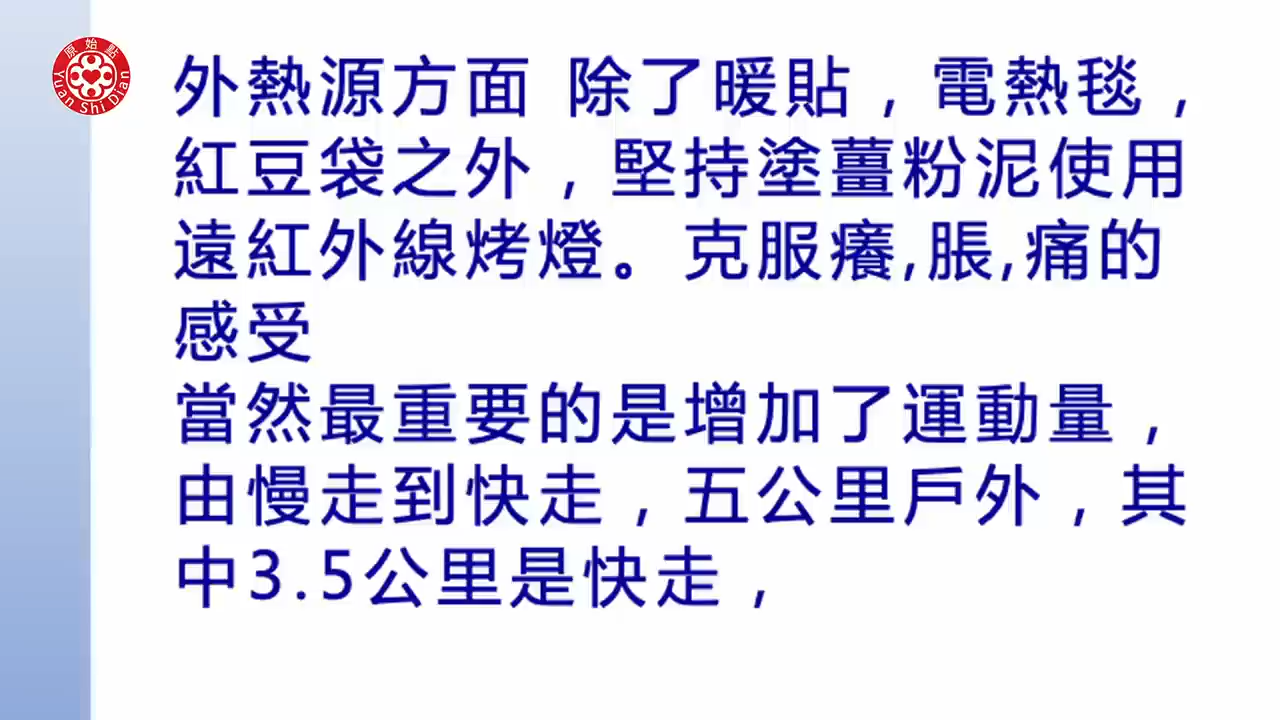 原始點
Yuan Shi Dian
外熱源方面 除了暖貼，電熱毯，
紅豆袋之外，堅持塗薑粉泥使用
遠紅外線烤燈。克服癢,脹,痛的
感受
當然最重要的是增加了運動量，
由慢走到快走，五公里戶外，其
中3.5公里是快走，